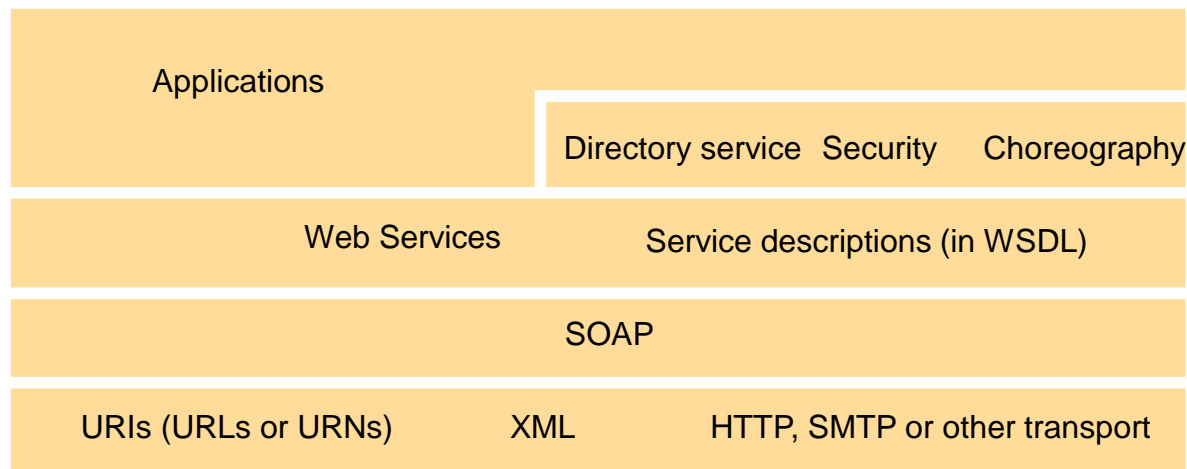 Applications
Directory service Security Choreography
Web Services Service descriptions (in WSDL)
SOAP
URIs (URLs or URNs) XML HTTP, SMTP or other transport